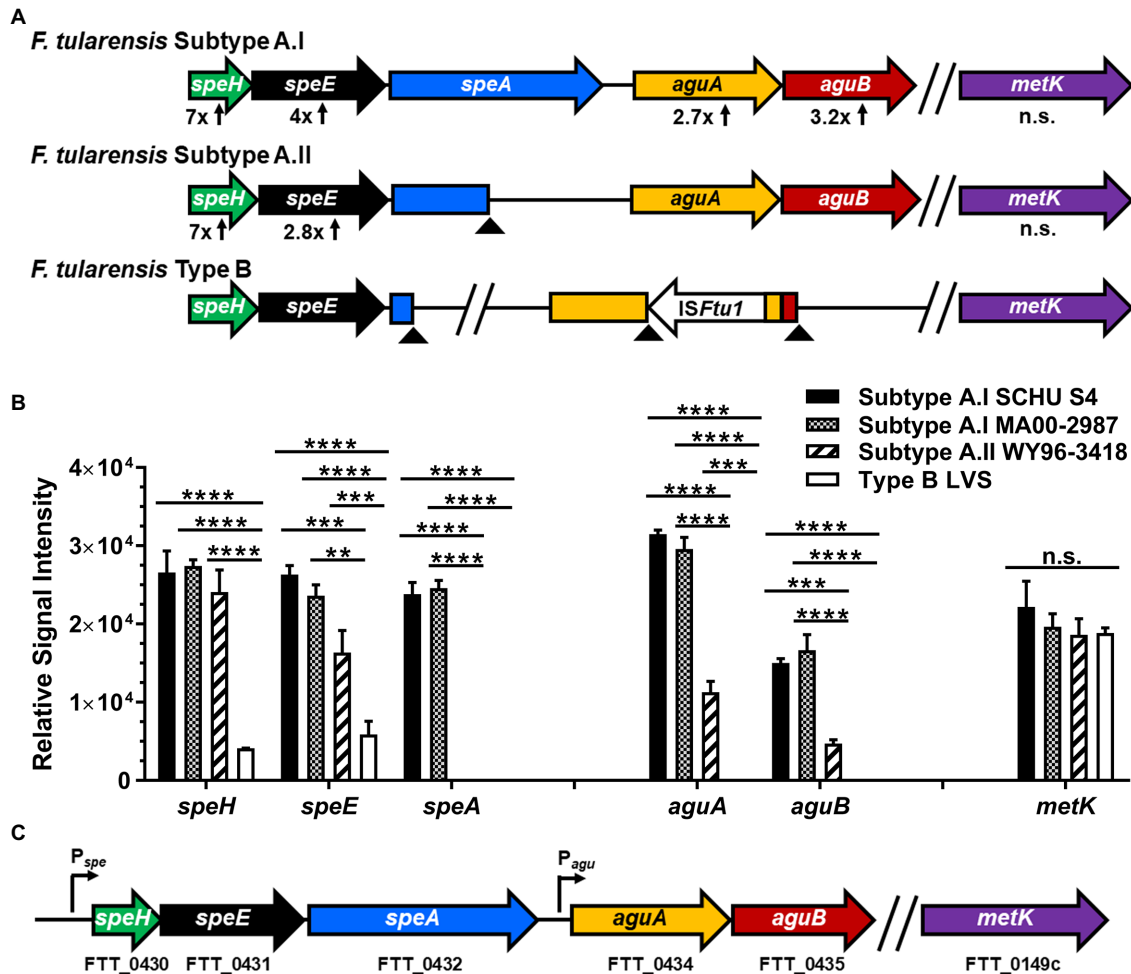 A
F. tularensis Subtype A.I
speH speE speA aguA aguB metK
7x 4x 2.7x 3.2x n.s.
F. tularensis Subtype A.II
speH speE aguA aguB metK
7x 2.8x n.s.
F. tularensis Type B
speH speE ISFtu1 metK
B
Subtype A.I SCHU S4
Subtype A.I MA00-2987
Subtype A.II WY96-3418
Type B LVS
Relative Signal Intensity
4×10⁴
3×10⁴
2×10⁴
1×10⁴
0
**** **** ****
**** **** *** *** **
**** **** **** ****
**** **** *** **** ****
**** **** *** ****
n.s.
speH speE speA aguA aguB metK
C
Pspe Pagu
speH speE speA aguA aguB metK
FTT_0430 FTT_0431 FTT_0432 FTT_0434 FTT_0435 FTT_0149c